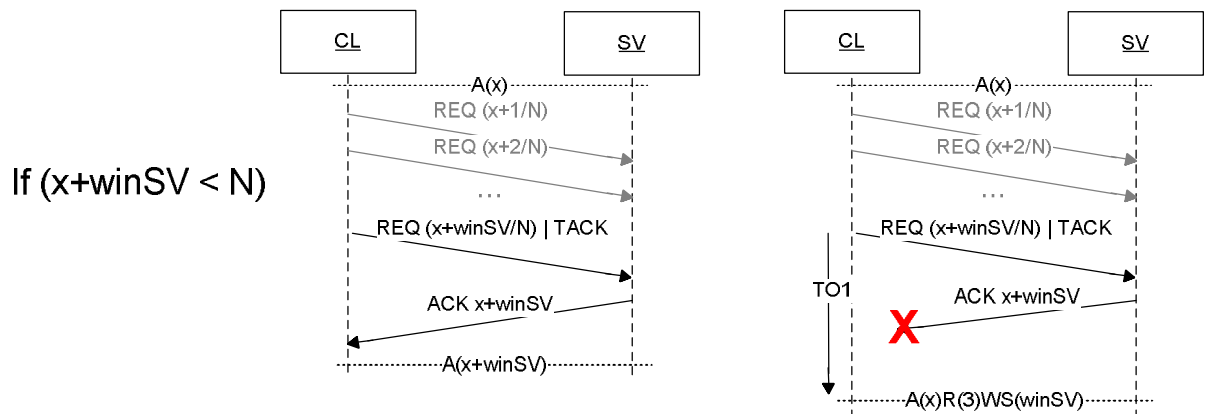 CL
SV
A(x)
REQ (x+1/N)
REQ (x+2/N)
...
If (x+winSV < N)
REQ (x+winSV/N) | TACK
ACK x+winSV
A(x+winSV)
CL
SV
A(x)
REQ (x+1/N)
REQ (x+2/N)
...
REQ (x+winSV/N) | TACK
TO1
ACK x+winSV
X
A(x)R(3)WS(winSV)